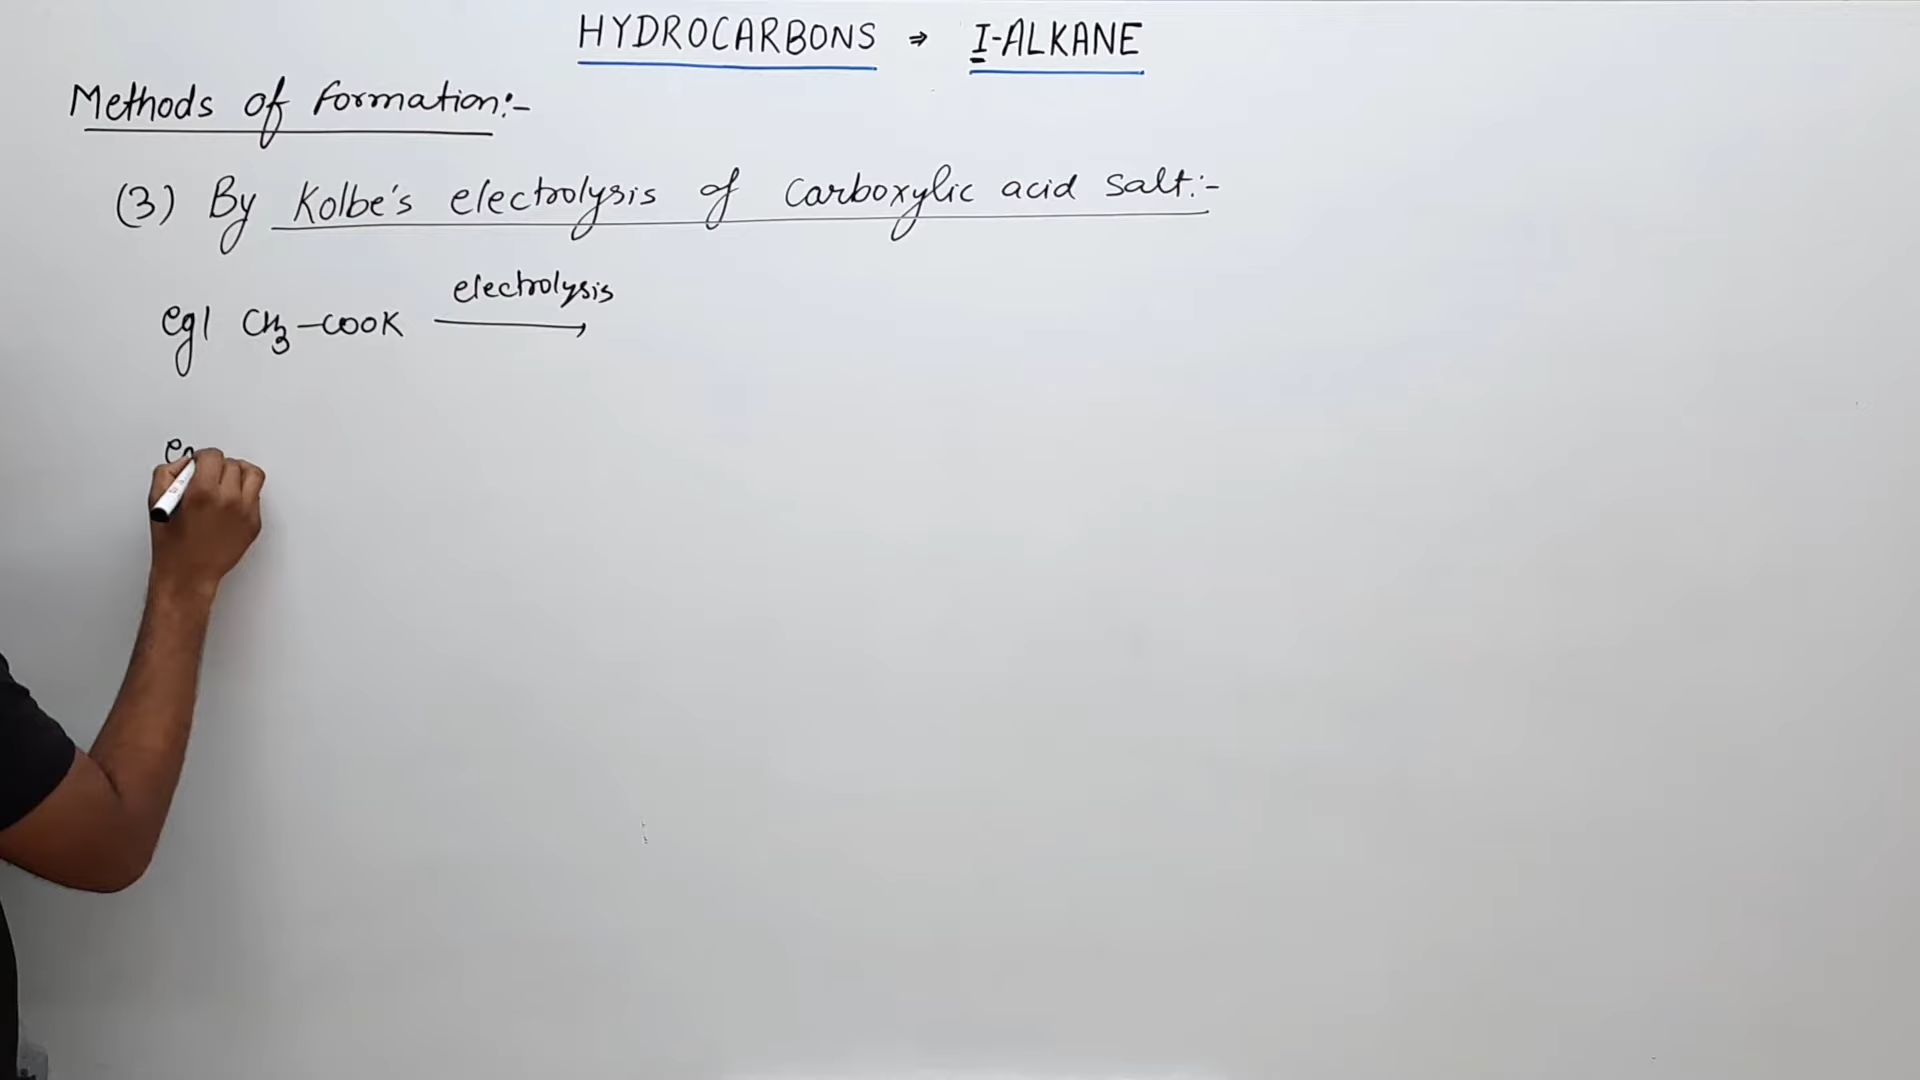 HYDROCARBONS → I-ALKANE
Methods of formation:-
(3) By Kolbe's electrolysis of carboxylic acid salt:-
eg1 CH₃-COOK electrolysis →